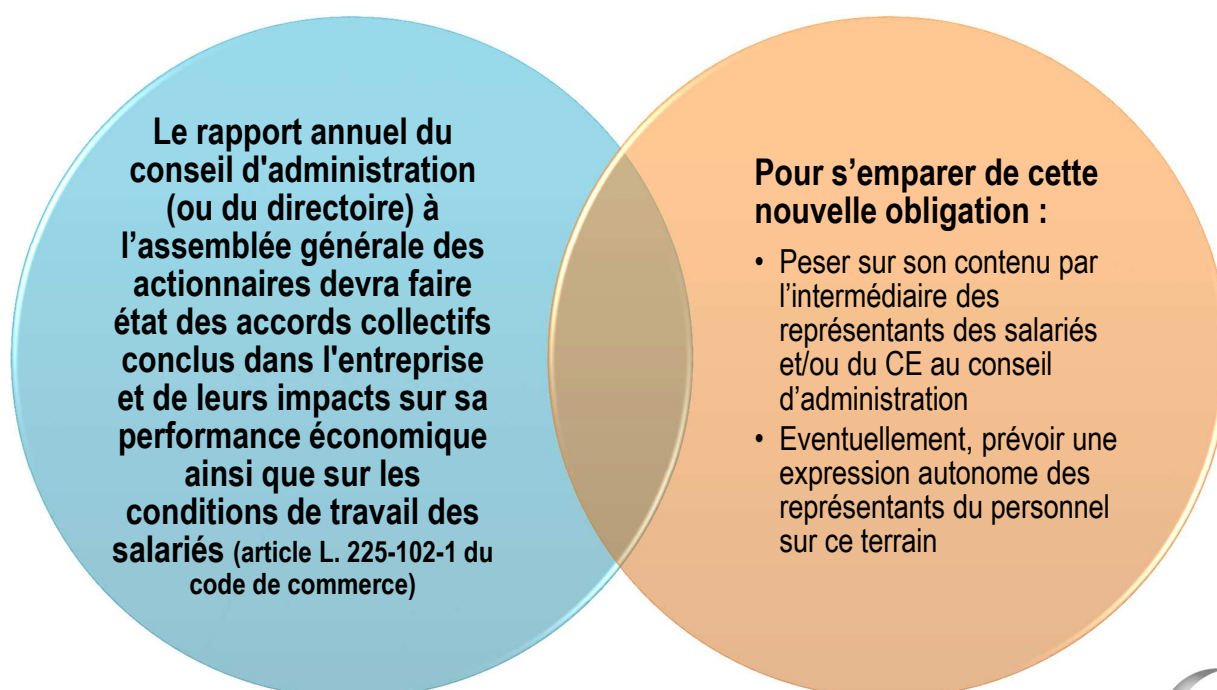 Le rapport annuel du
conseil d'administration
(ou du directoire) à
l’assemblée générale des
actionnaires devra faire
état des accords collectifs
conclus dans l'entreprise
et de leurs impacts sur sa
performance économique
ainsi que sur les
conditions de travail des
salariés (article L. 225-102-1 du
code de commerce)
Pour s’emparer de cette
nouvelle obligation :
• Peser sur son contenu par
l’intermédiaire des
représentants des salariés
et/ou du CE au conseil
d’administration
• Eventuellement, prévoir une
expression autonome des
représentants du personnel
sur ce terrain